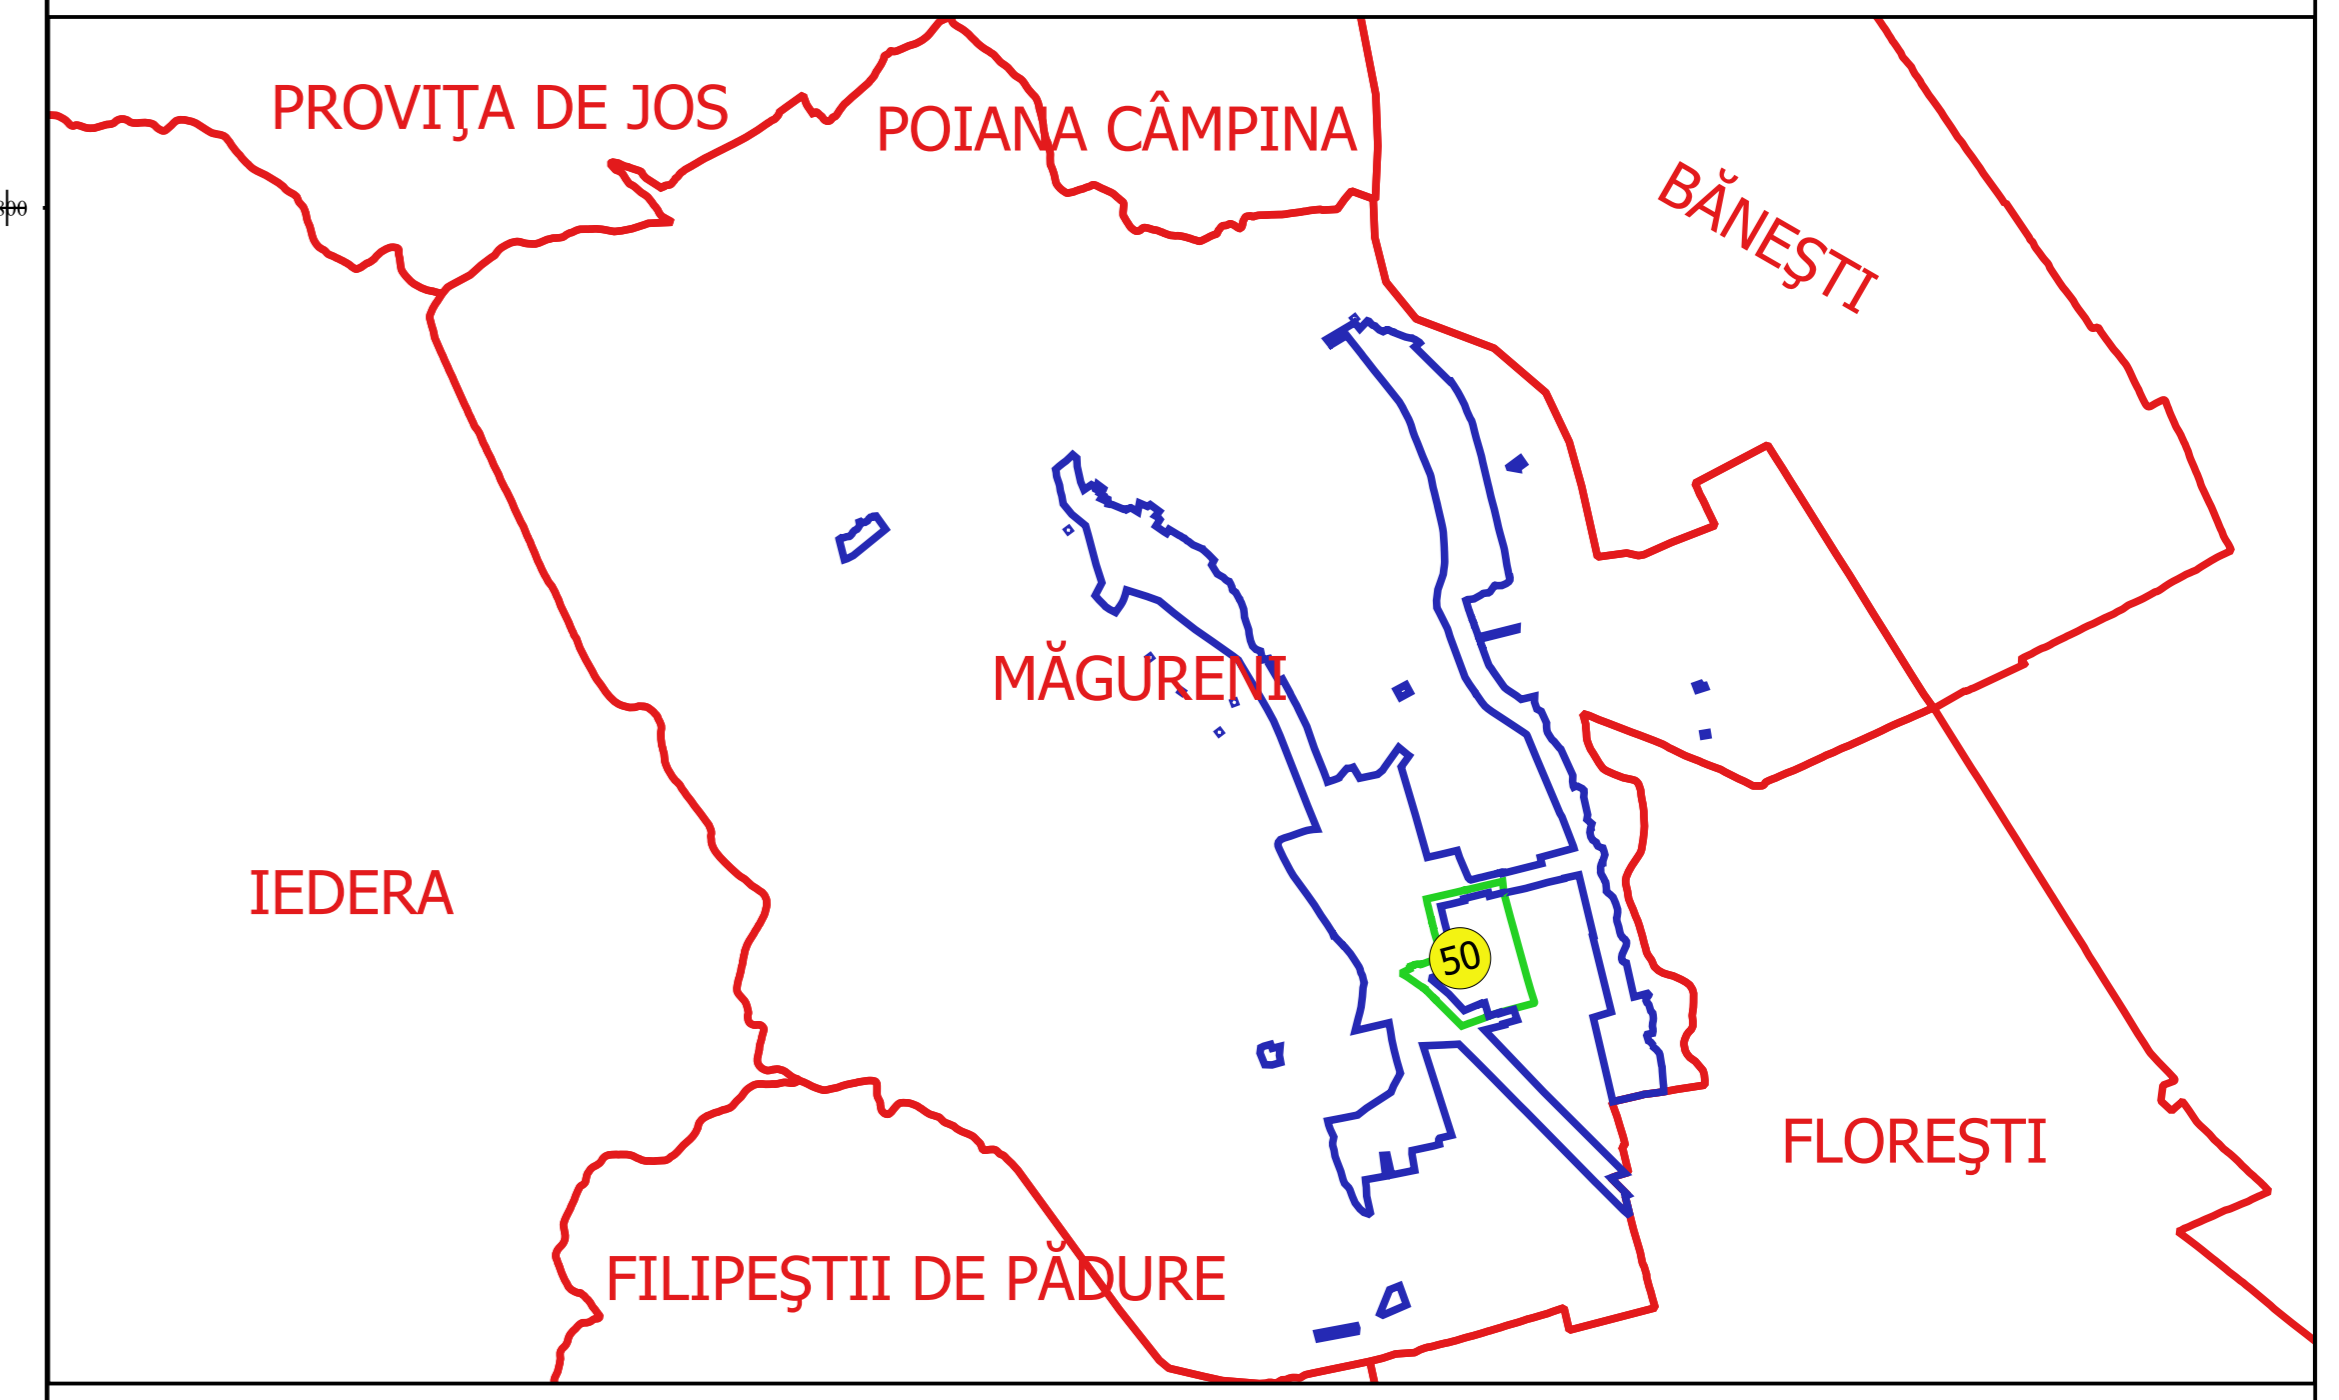 PROVIŢA DE JOS
POIANA CÂMPINA
BĂNEŞTI
MĂGURENI
IEDERA
50
FLOREŞTI
FILIPEŞTII DE PĂDURE